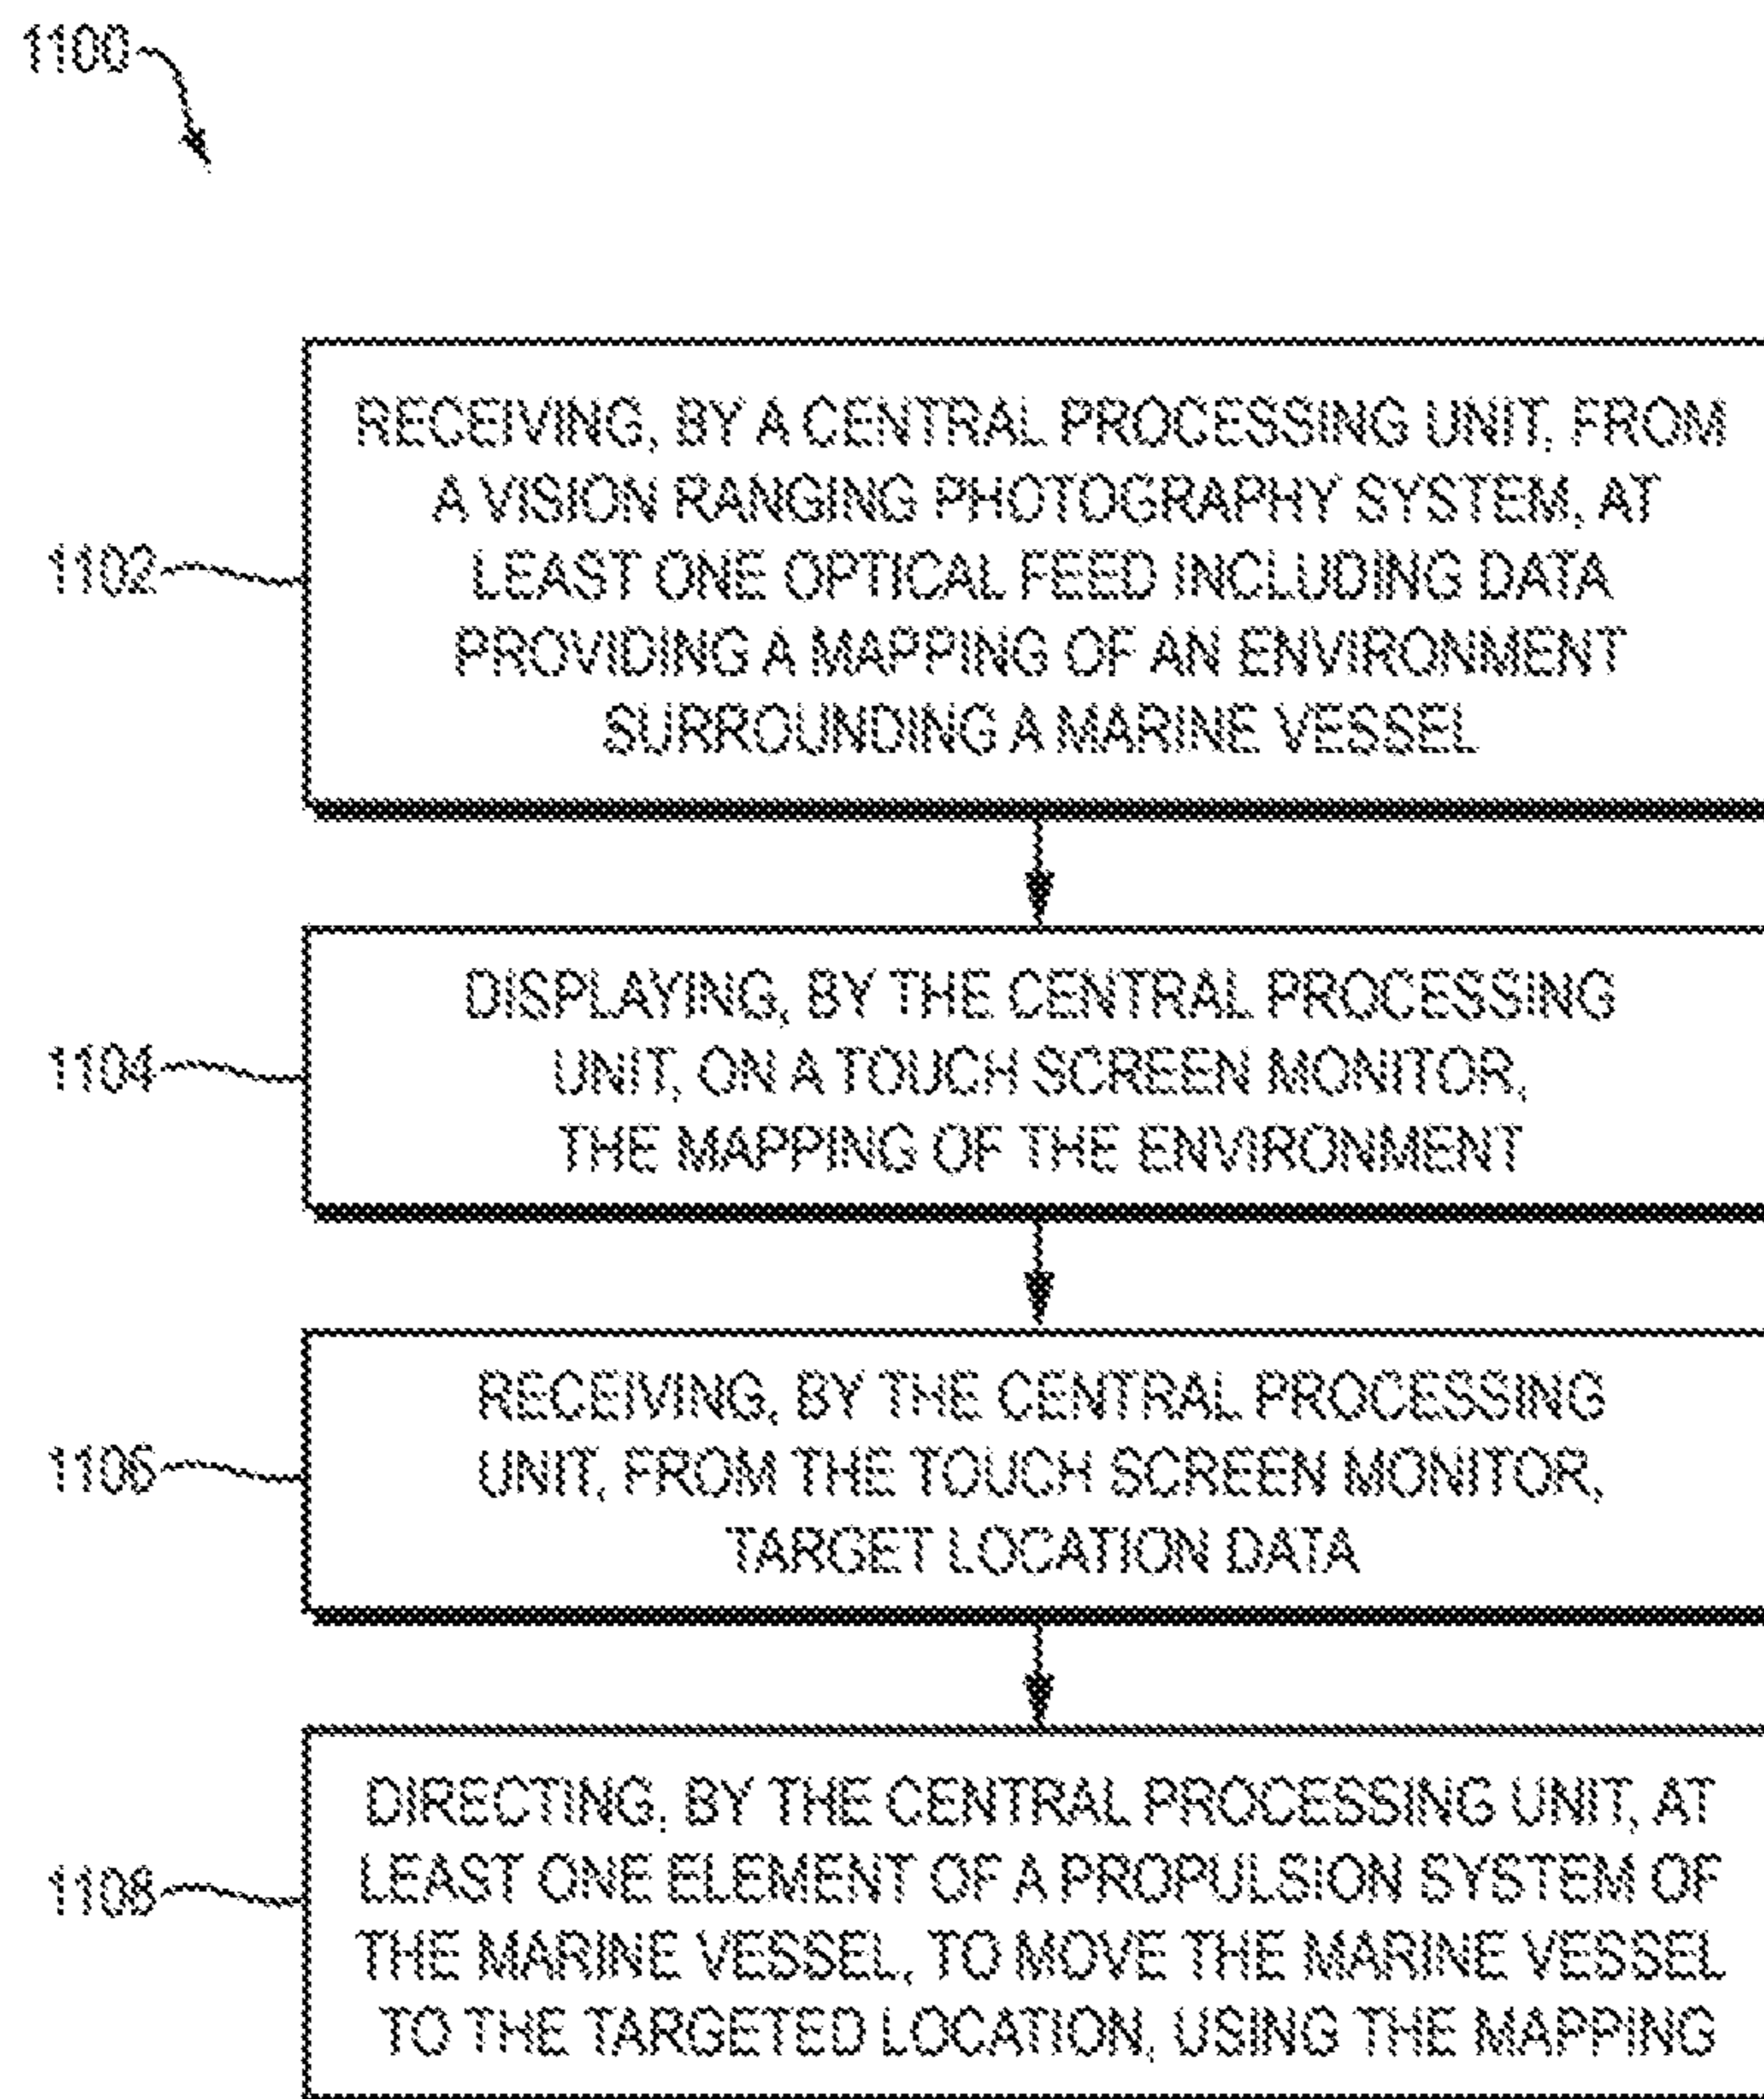 1100
RECEIVING, BY A CENTRAL PROCESSING UNIT, FROM
A VISION RANGING PHOTOGRAPHY SYSTEM, AT
1102
LEAST ONE OPTICAL FEED INCLUDING DATA
PROVIDING A MAPPING OF AN ENVIRONMENT
SURROUNDING A MARINE VESSEL
DISPLAYING, BY THE CENTRAL PROCESSING
1104
UNIT, ON A TOUCH SCREEN MONITOR,
THE MAPPING OF THE ENVIRONMENT
RECEIVING, BY THE CENTRAL PROCESSING
1106
UNIT, FROM THE TOUCH SCREEN MONITOR,
TARGET LOCATION DATA
DIRECTING, BY THE CENTRAL PROCESSING UNIT, AT
1108
LEAST ONE ELEMENT OF A PROPULSION SYSTEM OF
THE MARINE VESSEL, TO MOVE THE MARINE VESSEL
TO THE TARGETED LOCATION, USING THE MAPPING